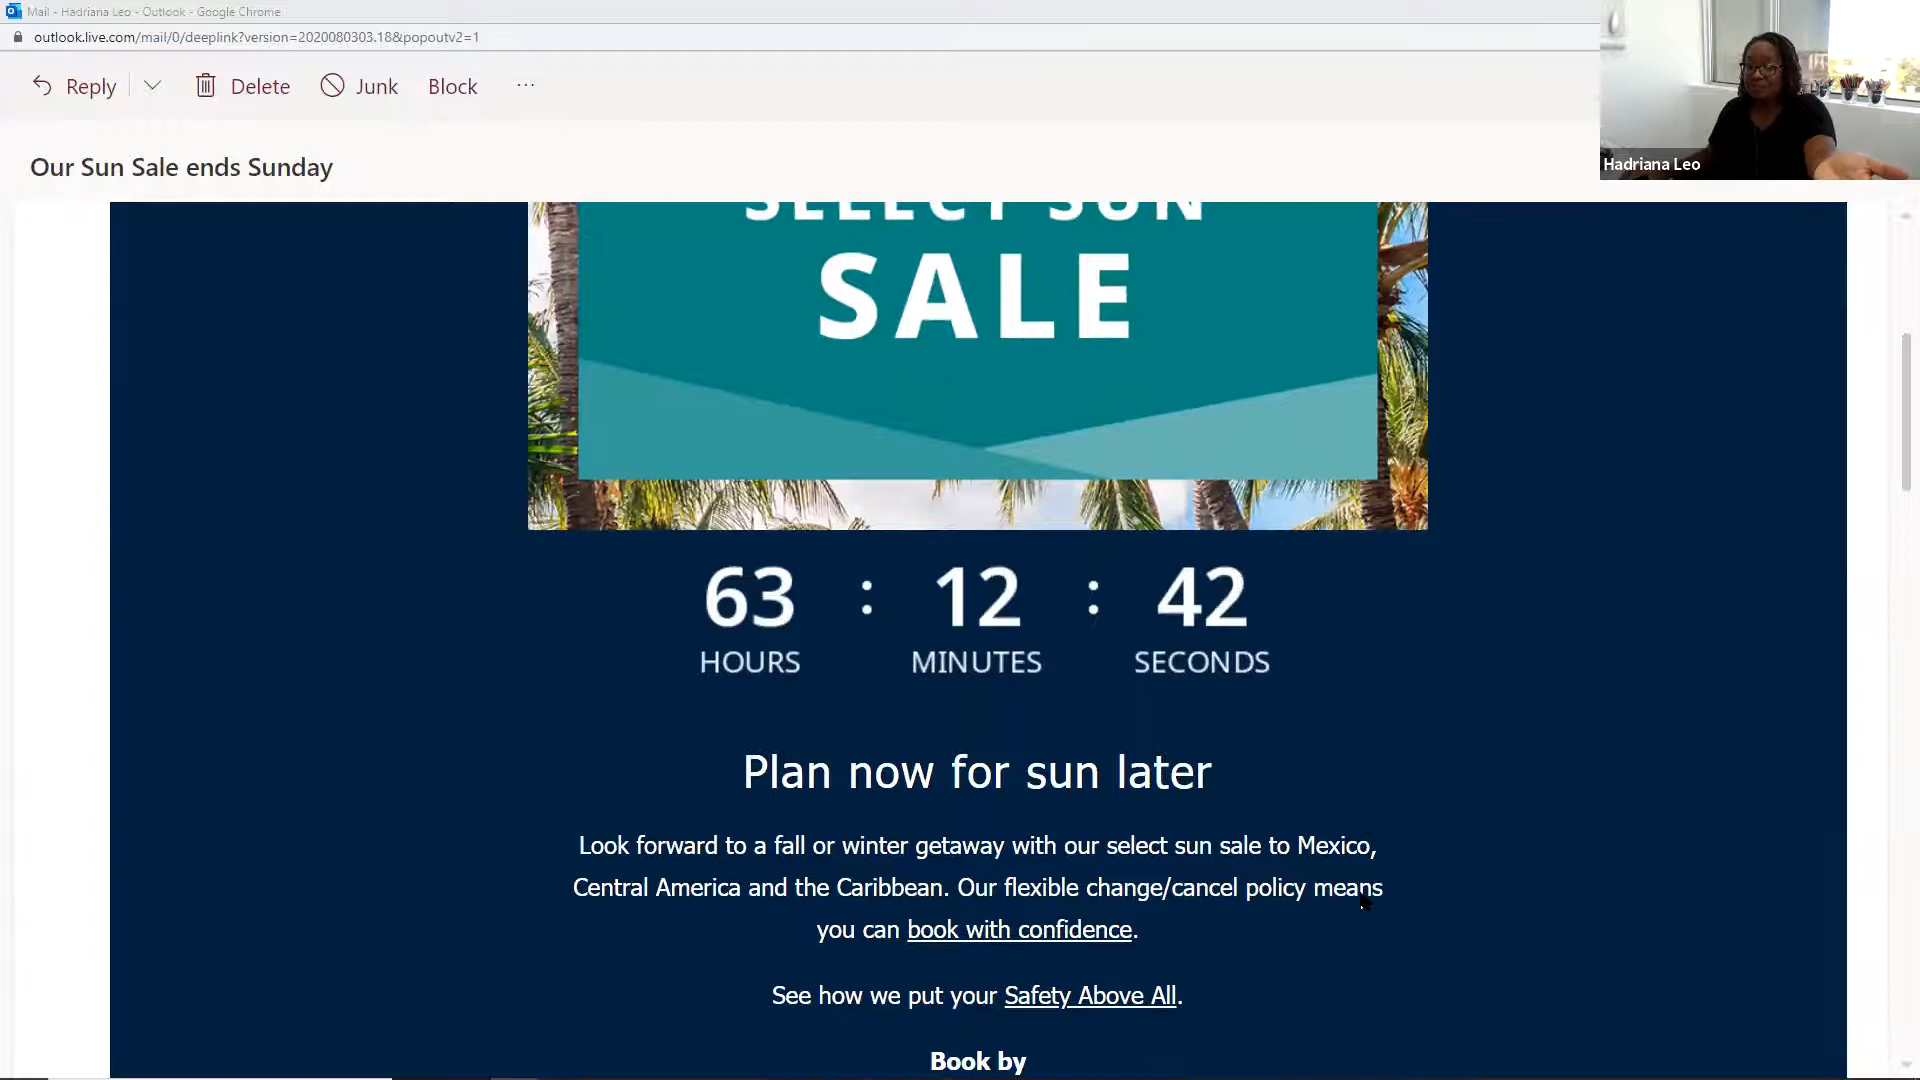 Mail - Hadriana Leo - Outlook - Google Chrome
outlook.live.com/mail/0/deeplink?version=2020080303.18&popoutv2=1
Reply Delete Junk Block ···
Hadriana Leo
Our Sun Sale ends Sunday
SELECT SUN
SALE
63 : 12 : 42
HOURS MINUTES SECONDS
Plan now for sun later
Look forward to a fall or winter getaway with our select sun sale to Mexico,
Central America and the Caribbean. Our flexible change/cancel policy means
you can book with confidence.
See how we put your Safety Above All.
Book by